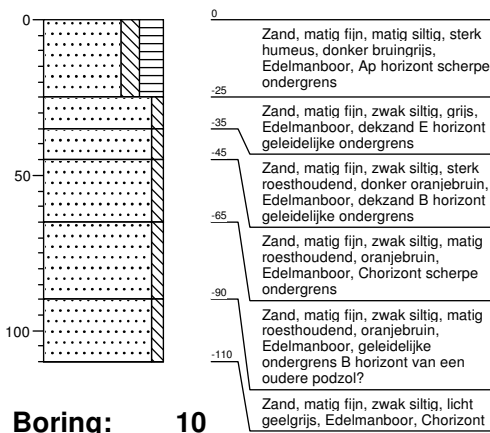 0
50
100
0
Zand, matig fijn, matig siltig, sterk
humeus, donker bruingrijs,
Edelmanboor, Ap horizont scherpe
ondergrens
-25
Zand, matig fijn, zwak siltig, grijs,
Edelmanboor, dekzand E horizont
geleidelijke ondergrens
-35
Zand, matig fijn, zwak siltig, sterk
roesthoudend, donker oranjebruin,
Edelmanboor, dekzand B horizont
geleidelijke ondergrens
-45
Zand, matig fijn, zwak siltig, matig
roesthoudend, oranjebruin,
Edelmanboor, Chorizont scherpe
ondergrens
-65
Zand, matig fijn, zwak siltig, matig
roesthoudend, oranjebruin,
Edelmanboor, geleidelijke
ondergrens B horizont van een
oudere podzol?
-90
Zand, matig fijn, zwak siltig, licht
geelgrijs, Edelmanboor, Chorizont
-110
Boring: 10